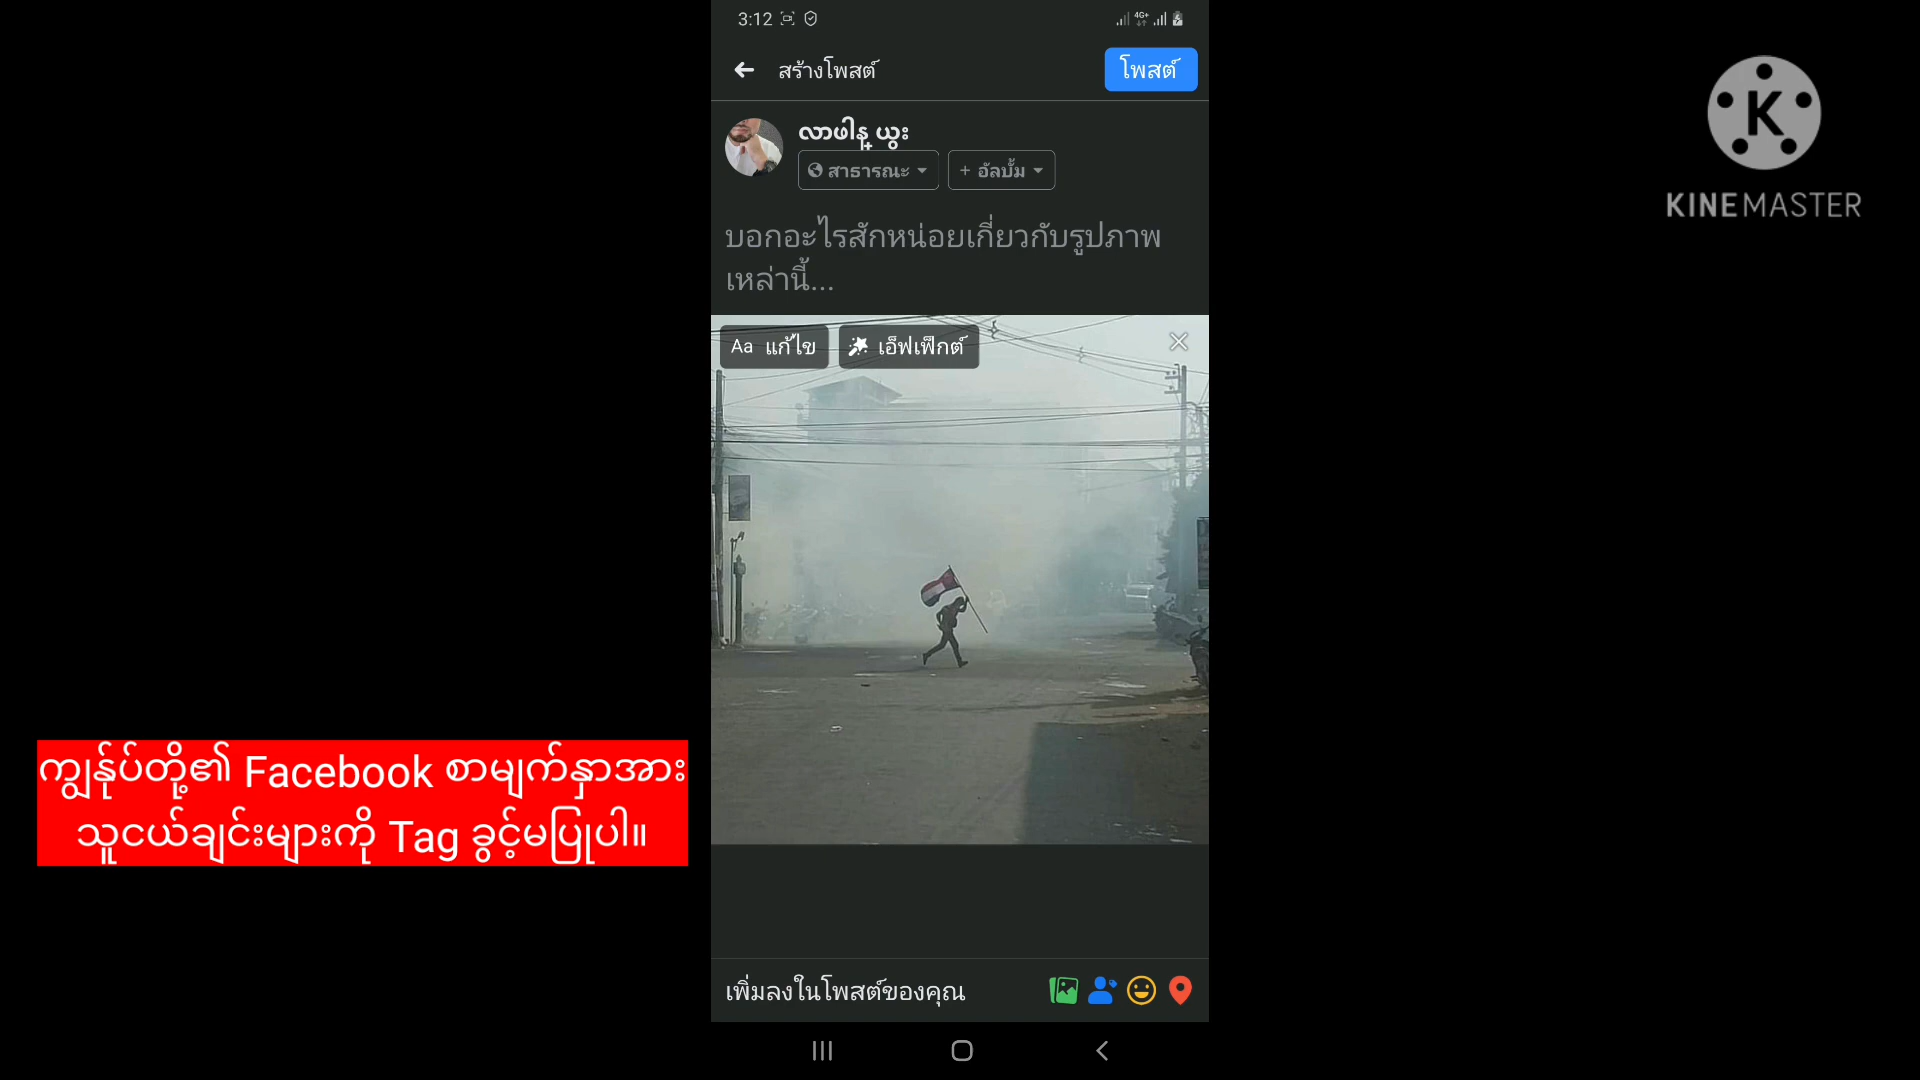 3:12
4G+
สร้างโพสต์
โพสต์
လာဖါန္ ယွး
สาธารณะ
+ อัลบั้ม
บอกอะไรสักหน่อยเกี่ยวกับรูปภาพ
เหล่านี้...
Aa แก้ไข
เอ็ฟเฟ็กต์
K
KINEMASTER
ကျွန်ုပ်တို့၏ Facebook စာမျက်နှာအား
သူငယ်ချင်းများကို Tag ခွင့်မပြုပါ။
เพิ่มลงในโพสต์ของคุณ